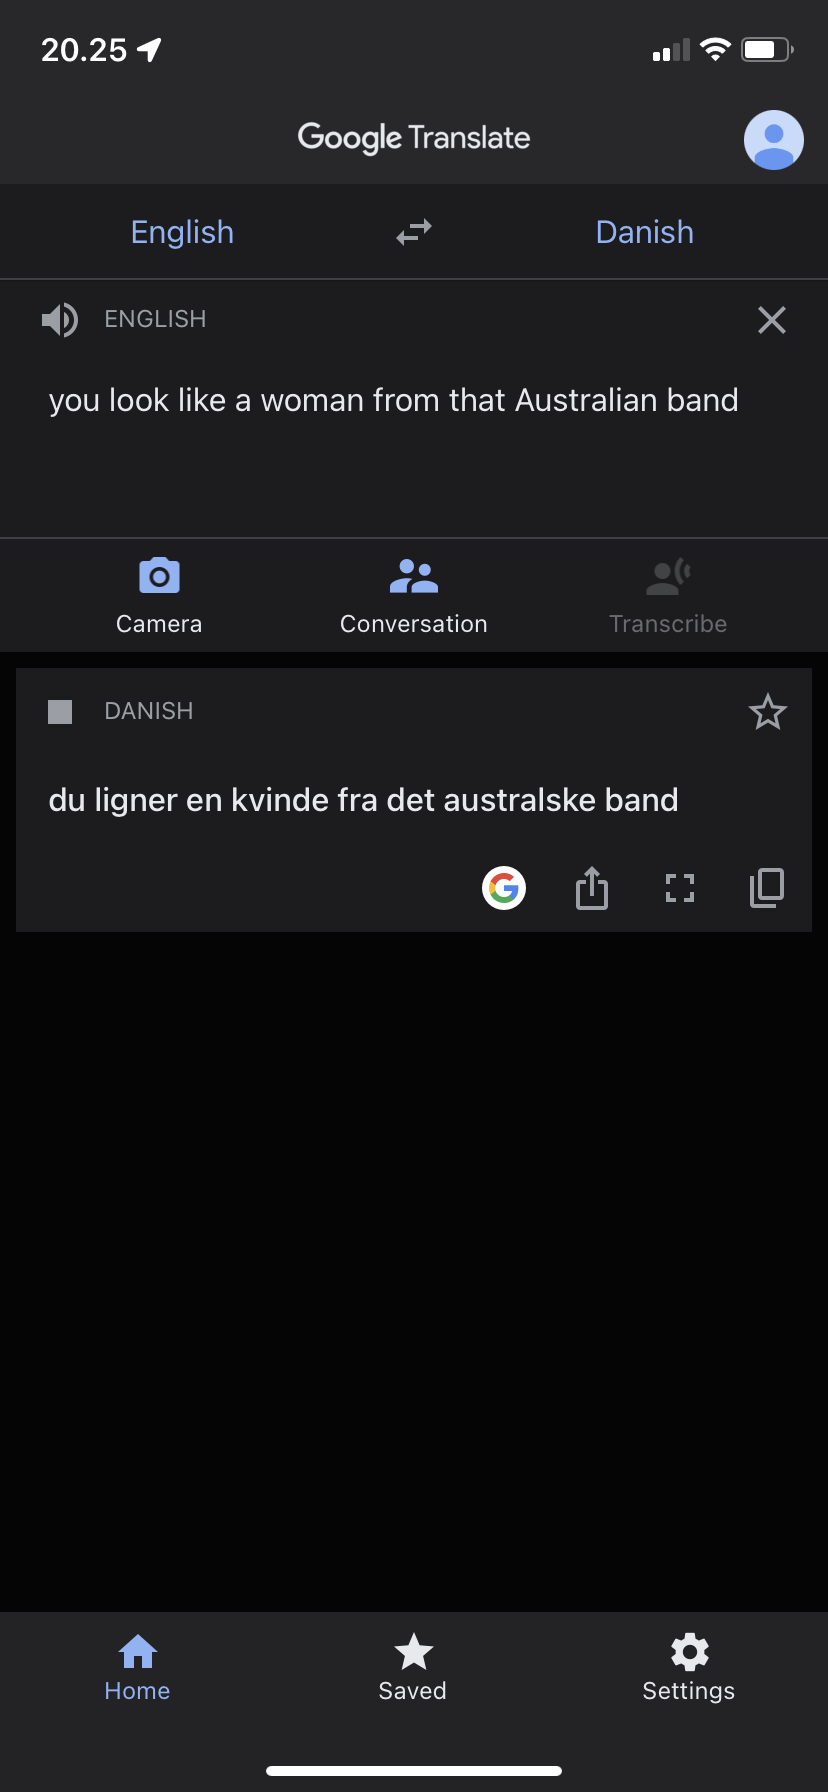 20.25
Google Translate
English
Danish
ENGLISH
you look like a woman from that Australian band
Camera
Conversation
Transcribe
DANISH
du ligner en kvinde fra det australske band
Home
Saved
Settings